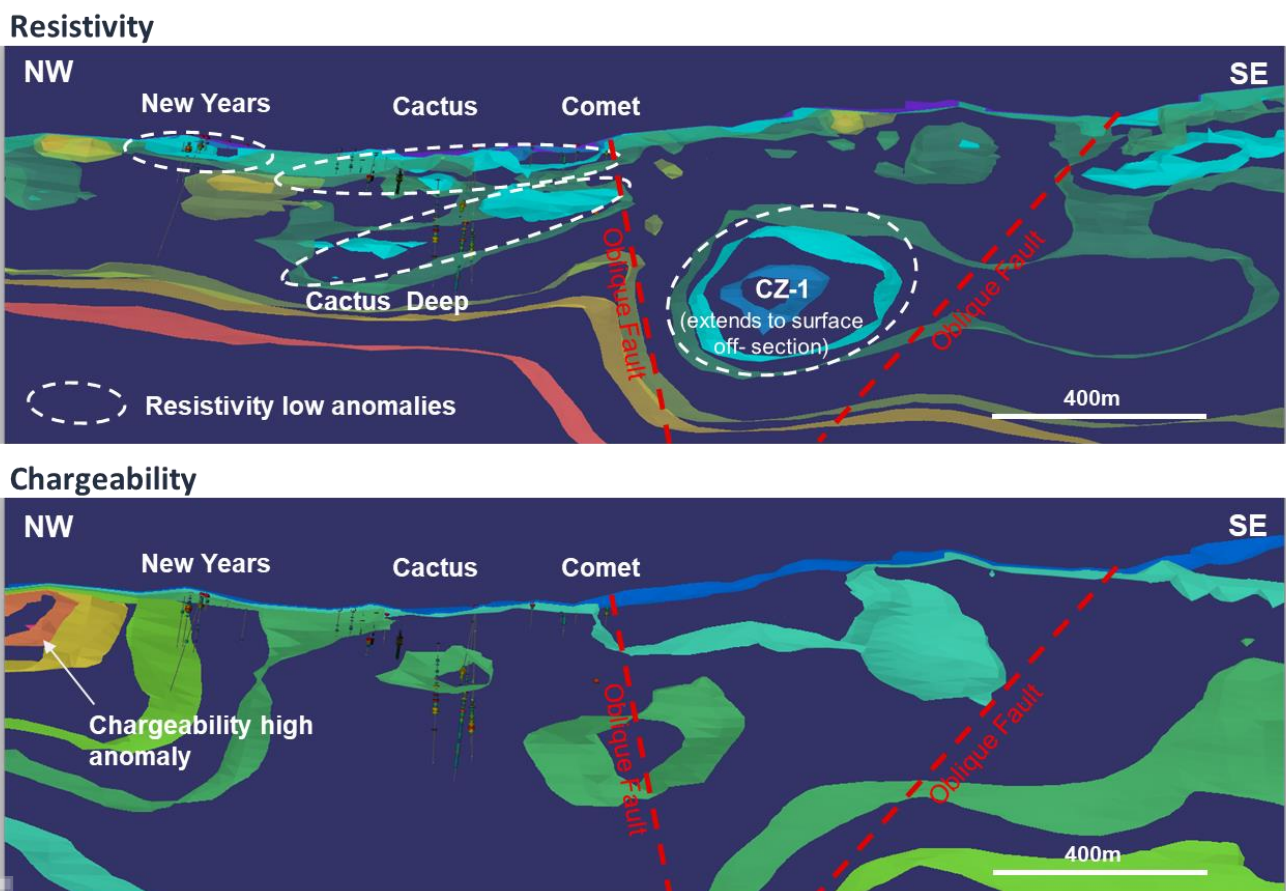 Resistivity
NW
SE
New Years
Cactus
Comet
Oblique Fault
Cactus Deep
CZ-1
(extends to surface
off- section)
Oblique Fault
Resistivity low anomalies
400m
Chargeability
NW
SE
New Years
Cactus
Comet
Chargeability high
anomaly
Oblique Fault
Oblique Fault
400m